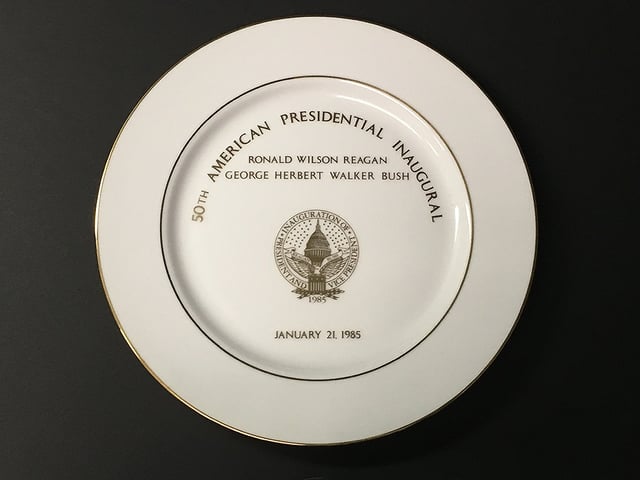 50TH AMERICAN PRESIDENTIAL INAUGURAL
RONALD WILSON REAGAN
GEORGE HERBERT WALKER BUSH
INAUGURATION OF PRESIDENT AND VICE PRESIDENT
1985
JANUARY 21, 1985